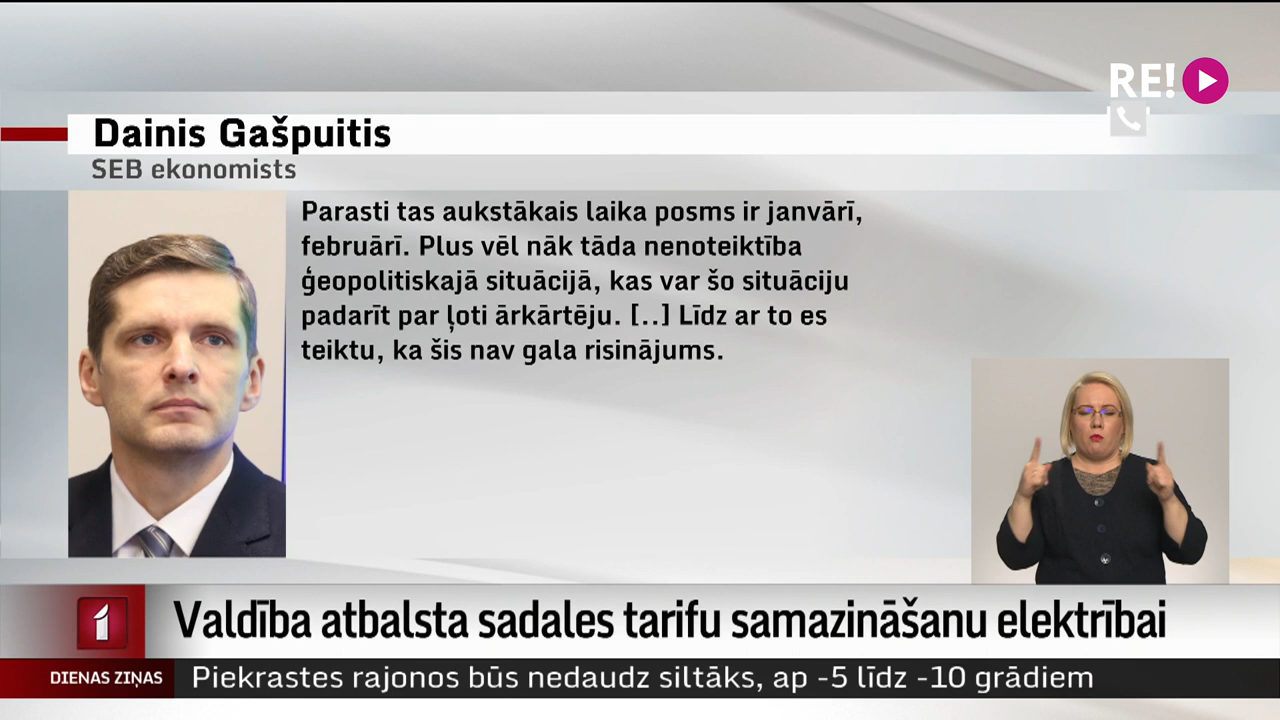 RE!
Dainis Gašpuitis
SEB ekonomists
Parasti tas aukstākais laika posms ir janvārī,
februārī. Plus vēl nāk tāda nenoteiktība
ģeopolitiskajā situācijā, kas var šo situāciju
padarīt par ļoti ārkārtēju. [..] Līdz ar to es
teiktu, ka šis nav gala risinājums.
1
Valdība atbalsta sadales tarifu samazināšanu elektrībai
DIENAS ZIŅAS
Piekrastes rajonos būs nedaudz siltāks, ap -5 līdz -10 grādiem